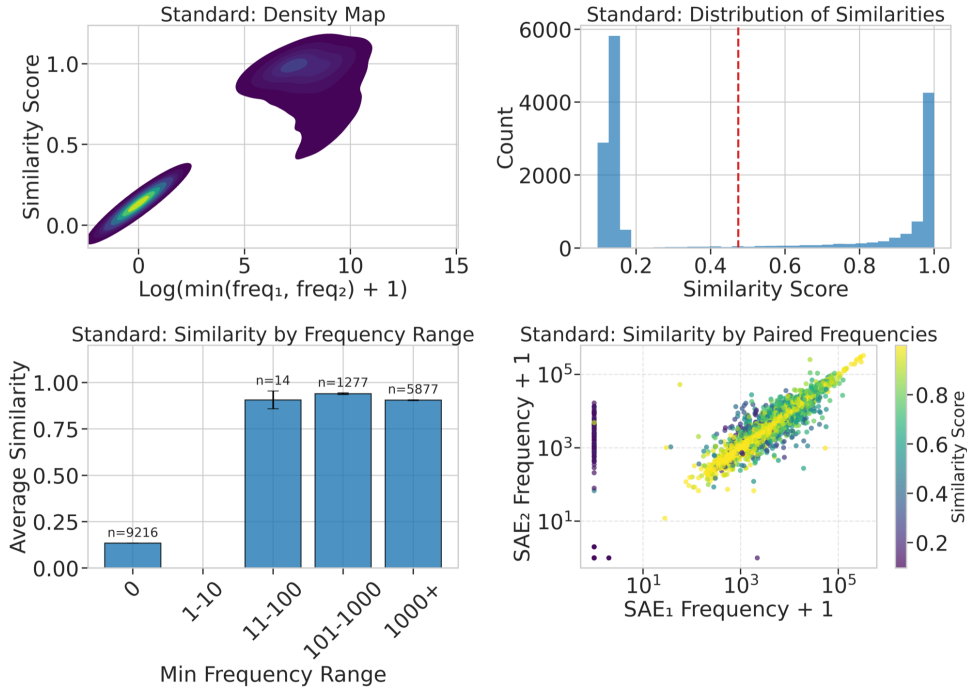 Standard: Density Map
Similarity Score
1.0
0.5
0.0
0
5
10
15
Log(min(freq₁, freq₂) + 1)
Standard: Distribution of Similarities
Count
6000
4000
2000
0
0.2
0.4
0.6
0.8
1.0
Similarity Score
Standard: Similarity by Frequency Range
Average Similarity
1.00
0.75
0.50
0.25
0.00
n=9216
n=14
n=1277
n=5877
0
1-10
11-100
101-1000
1000+
Min Frequency Range
Standard: Similarity by Paired Frequencies
SAE₂ Frequency + 1
10⁵
10³
10¹
10¹
10³
10⁵
SAE₁ Frequency + 1
0.8
0.6
0.4
0.2
Similarity Score